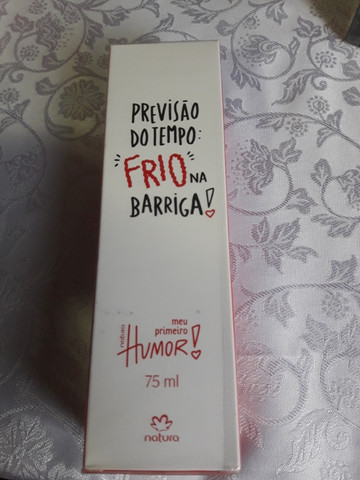 PREVISÃO
DO TEMPO:
"FRIO" NA
BARRIGA!
meu
primeiro
natura HUMOR!
75 ml
natura